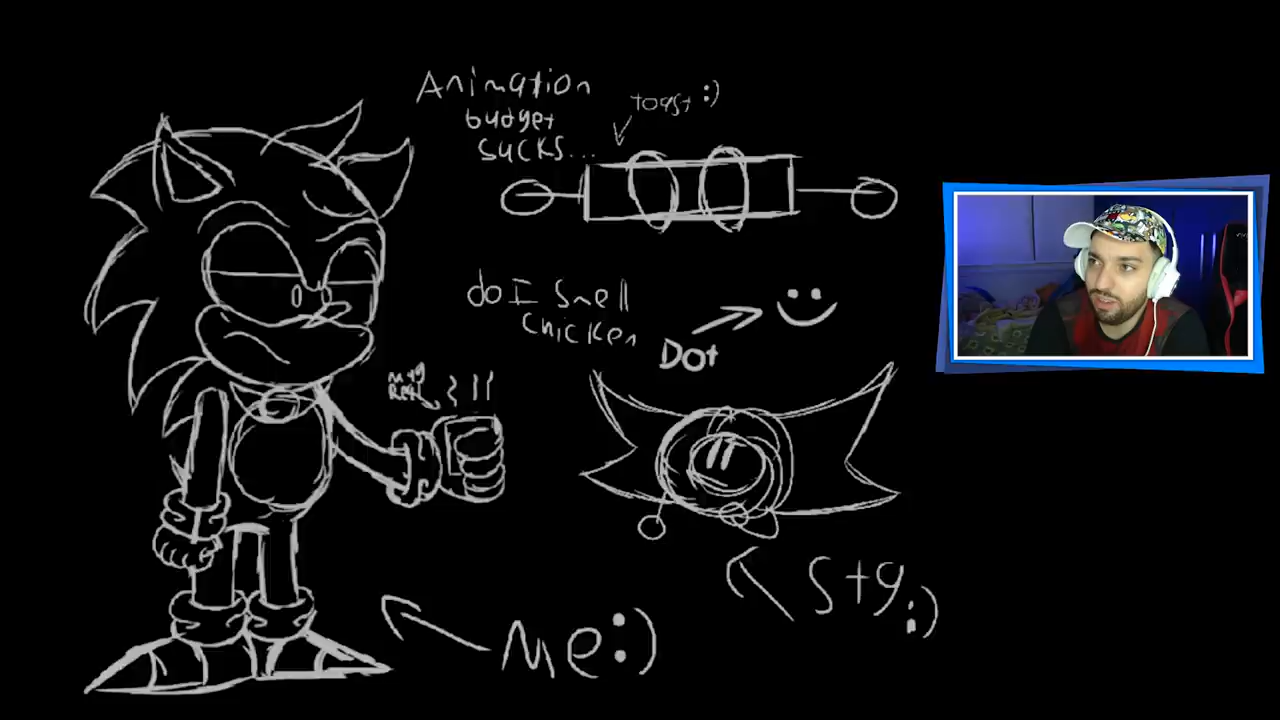 Animation
budget
sucks...
toast :)
do I smell
chicken
Dot
stg :)
Me :)